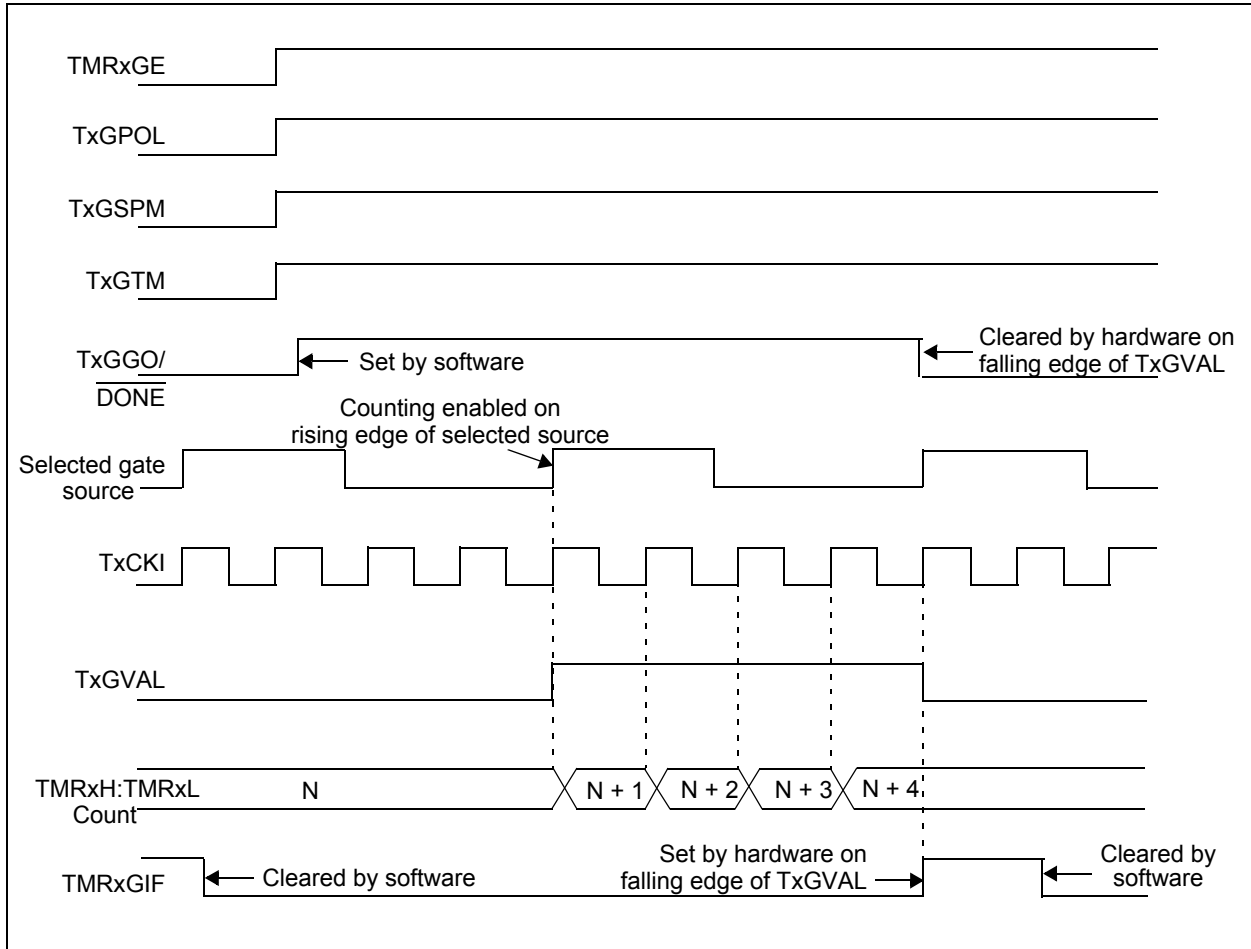 TMRxGE
TxGPOL
TxGSPM
TxGTM
TxGGO/
DONE
Set by software
Cleared by hardware on
falling edge of TxGVAL
Counting enabled on
rising edge of selected source
Selected gate
source
TxCKI
TxGVAL
TMRxH:TMRxL
Count
N
N + 1
N + 2
N + 3
N + 4
TMRxGIF
Cleared by software
Set by hardware on
falling edge of TxGVAL
Cleared by
software